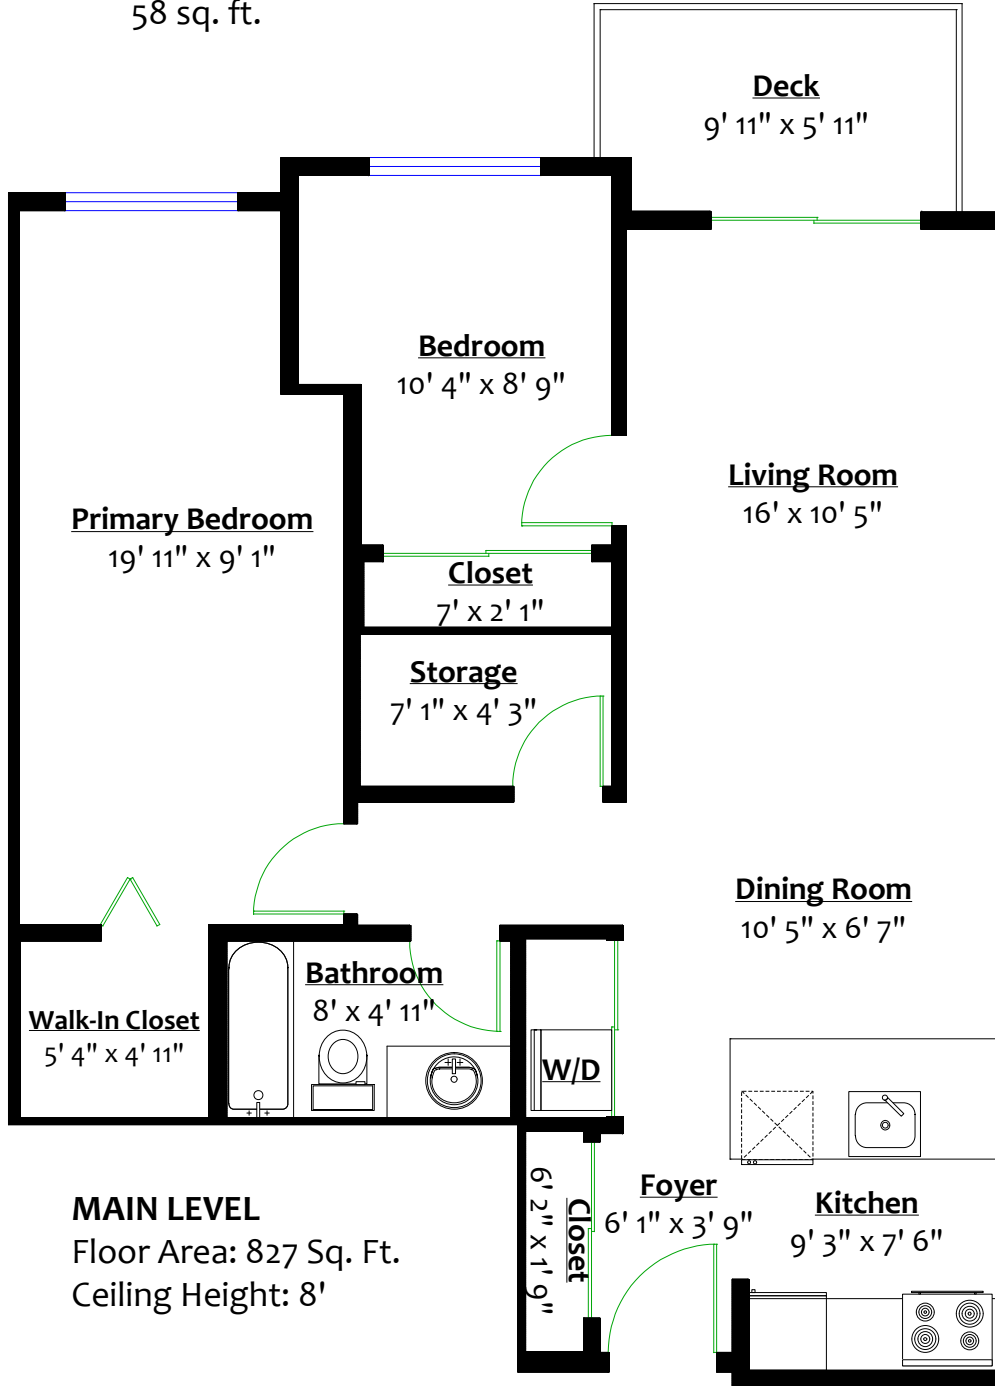 58 sq. ft.
Deck
9' 11" x 5' 11"
Bedroom
10' 4" x 8' 9"
Living Room
16' x 10' 5"
Primary Bedroom
19' 11" x 9' 1"
Closet
7' x 2' 1"
Storage
7' 1" x 4' 3"
Dining Room
10' 5" x 6' 7"
Bathroom
8' x 4' 11"
Walk-In Closet
5' 4" x 4' 11"
W/D
Closet
6' 2" x 1' 9"
Foyer
6' 1" x 3' 9"
Kitchen
9' 3" x 7' 6"
MAIN LEVEL
Floor Area: 827 Sq. Ft.
Ceiling Height: 8'